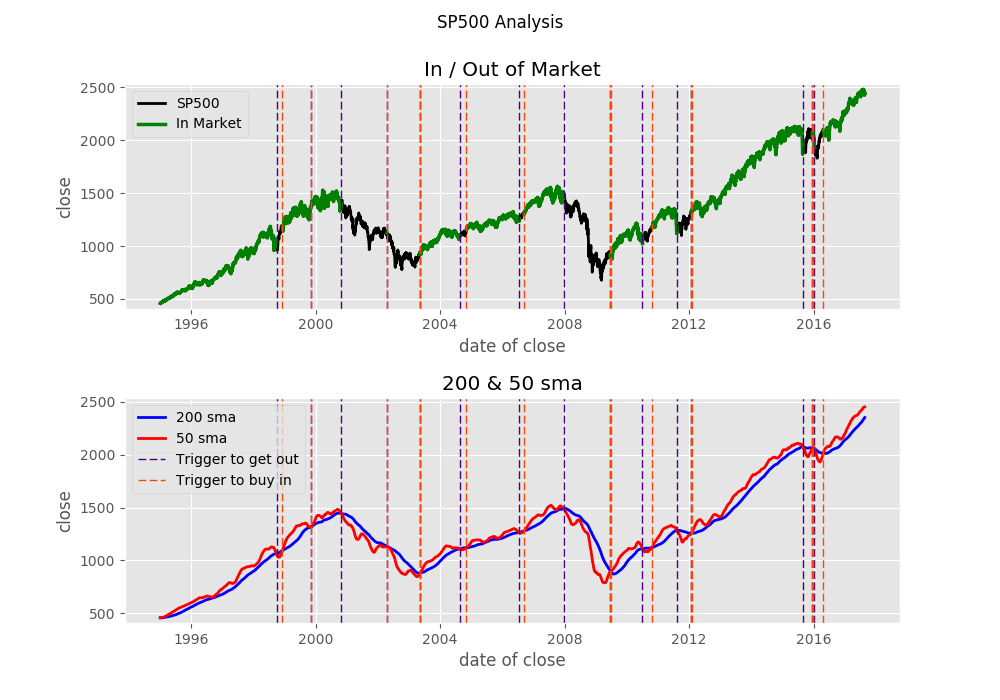 SP500 Analysis
In / Out of Market
2500
2000
1500
1000
500
close
SP500
In Market
1996 2000 2004 2008 2012 2016
date of close
200 & 50 sma
2500
2000
1500
1000
500
close
200 sma
50 sma
Trigger to get out
Trigger to buy in
1996 2000 2004 2008 2012 2016
date of close